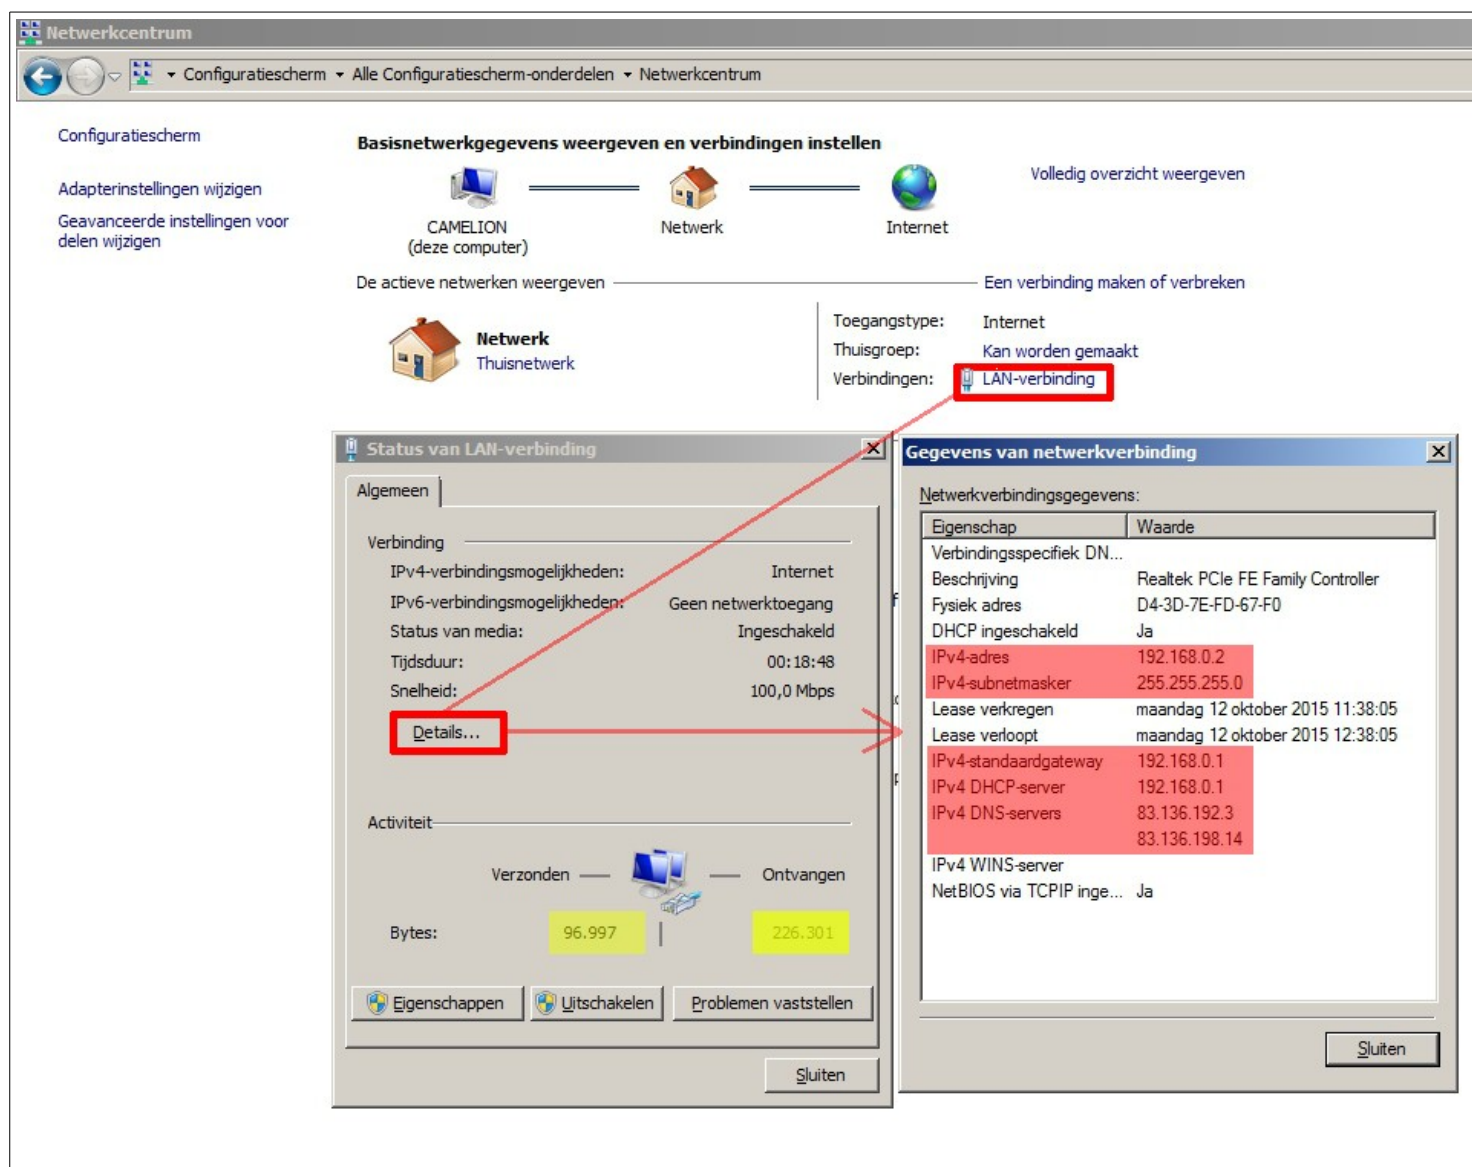 Netwerkcentrum
Configuratiescherm Alle Configuratiescherm-onderdelen Netwerkcentrum
Configuratiescherm
Adapterinstellingen wijzigen
Geavanceerde instellingen voor
delen wijzigen
Basisnetwerkgegevens weergeven en verbindingen instellen
Volledig overzicht weergeven
CAMELION
(deze computer)
Netwerk
Internet
De actieve netwerken weergeven
Een verbinding maken of verbreken
Netwerk
Thuisnetwerk
Toegangstype: Internet
Thuisgroep: Kan worden gemaakt
Verbindingen: LAN-verbinding
Status van LAN-verbinding
Algemeen
Verbinding
IPv4-verbindingsmogelijkheden: Internet
IPv6-verbindingsmogelijkheden: Geen netwerktoegang
Status van media: Ingeschakeld
Tijdsduur: 00:18:48
Snelheid: 100,0 Mbps
Details...
Activiteit
Verzonden Ontvangen
Bytes: 96.997 226.301
Eigenschappen Uitschakelen Problemen vaststellen
Sluiten
Gegevens van netwerkverbinding
Netwerkverbindingsgegevens:
Eigenschap Waarde
Verbindingsspecifiek DN...
Beschrijving Realtek PCIe FE Family Controller
Fysiek adres D4-3D-7E-FD-67-F0
DHCP ingeschakeld Ja
IPv4-adres 192.168.0.2
IPv4-subnetmasker 255.255.255.0
Lease verkregen maandag 12 oktober 2015 11:38:05
Lease verloopt maandag 12 oktober 2015 12:38:05
IPv4-standaardgateway 192.168.0.1
IPv4 DHCP-server 192.168.0.1
IPv4 DNS-servers 83.136.192.3
83.136.198.14
IPv4 WINS-server
NetBIOS via TCPIP inge... Ja
Sluiten